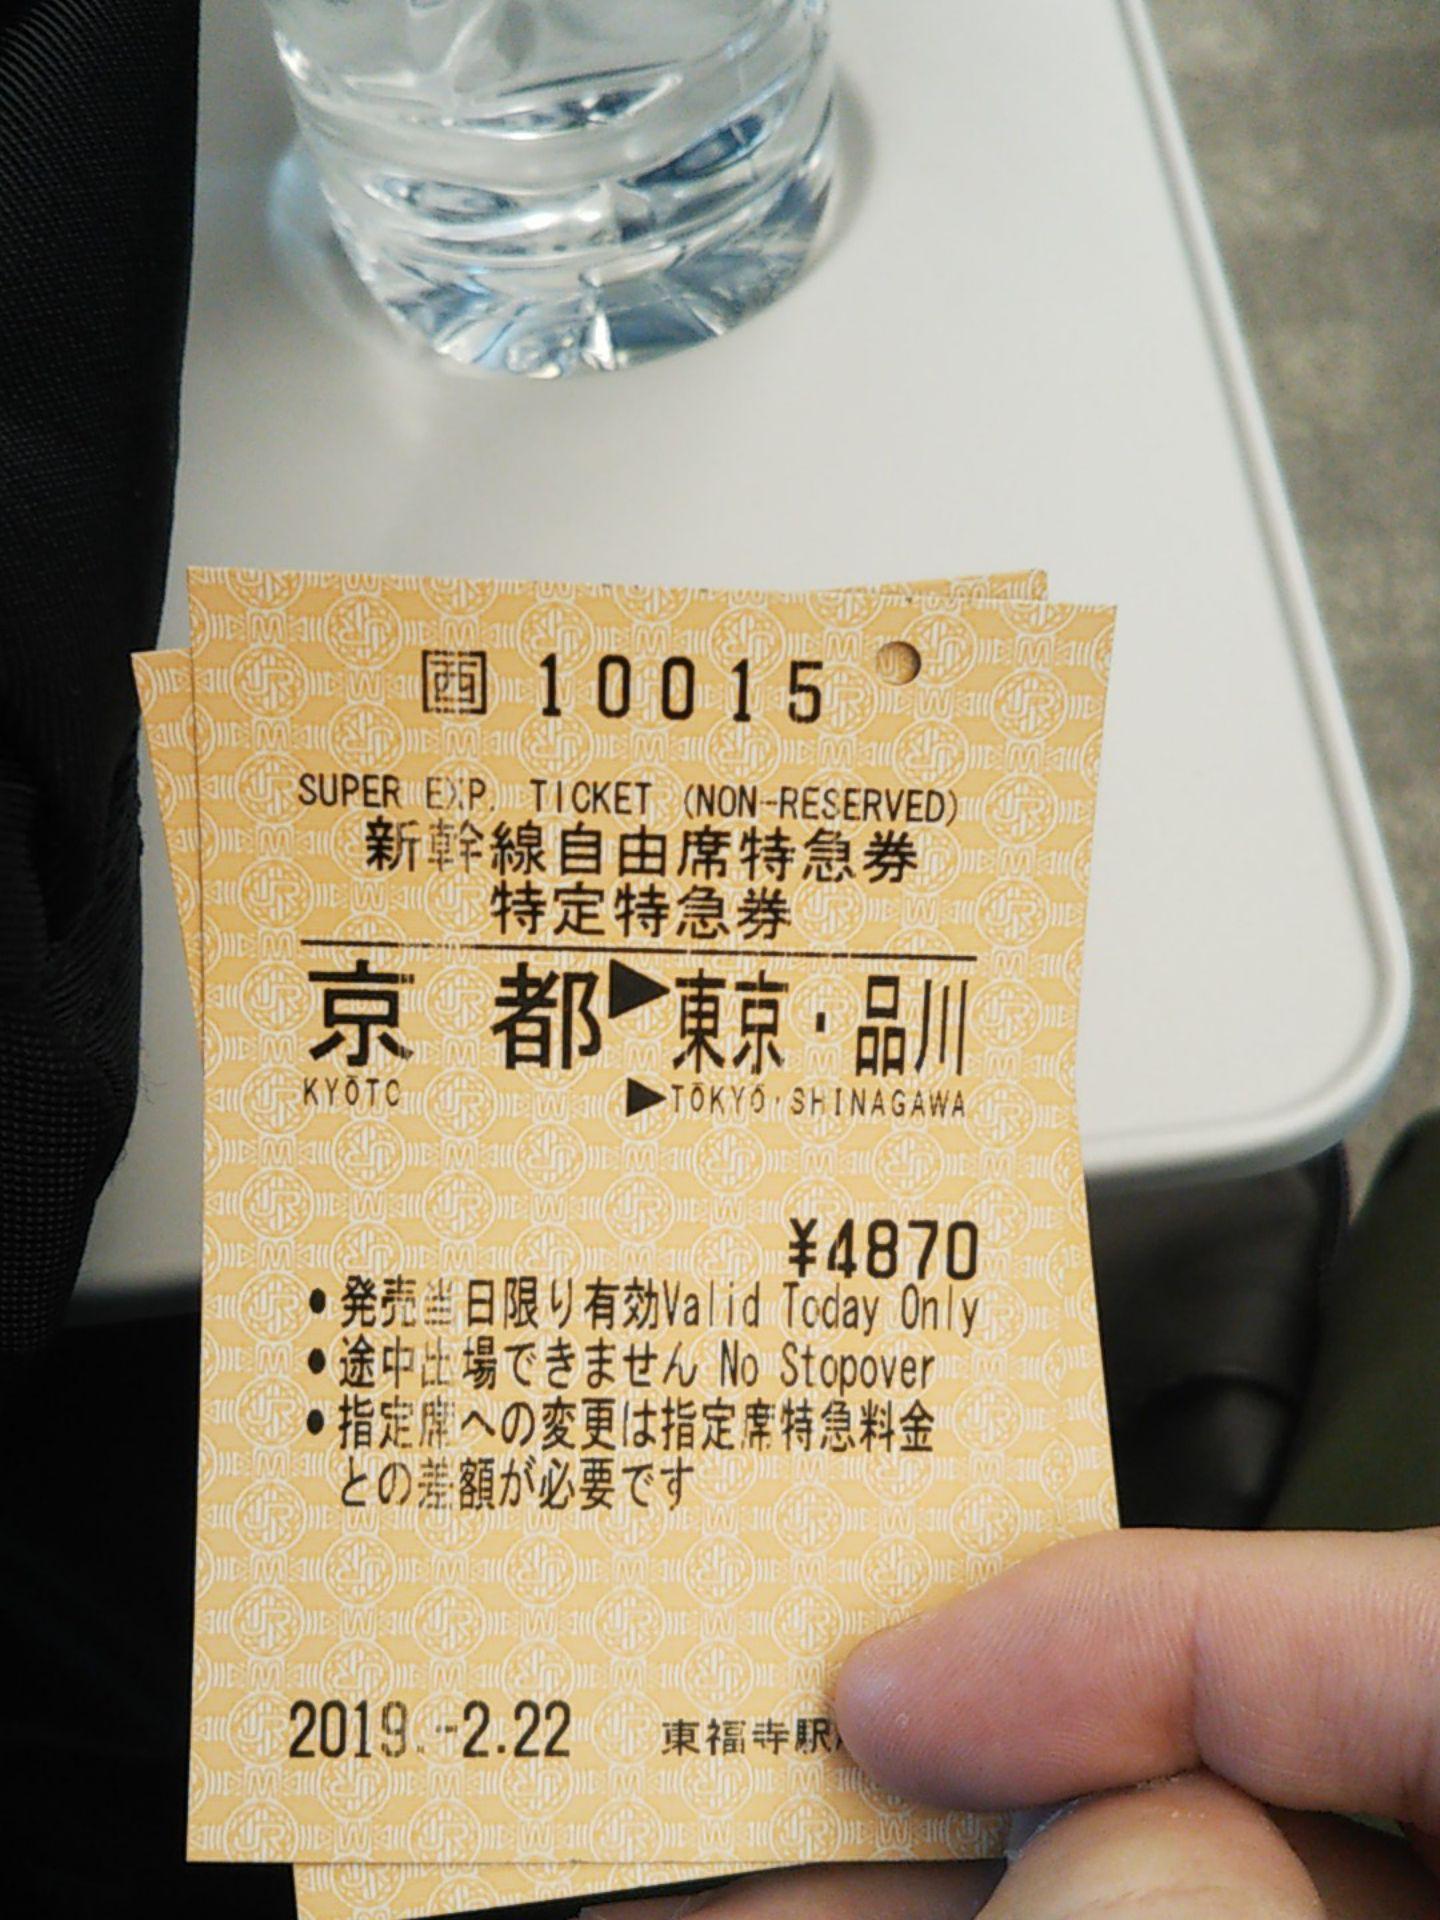 西 10015
SUPER EXP. TICKET (NON-RESERVED)
新幹線自由席特急券
特定特急券
京都▶東京・品川
KYŌTO ▶TŌKYŌ・SHINAGAWA
¥4870
●発売当日限り有効Valid Today Only
●途中出場できません No Stopover
●指定席への変更は指定席特急料金
との差額が必要です
2019.-2.22 東福寺駅